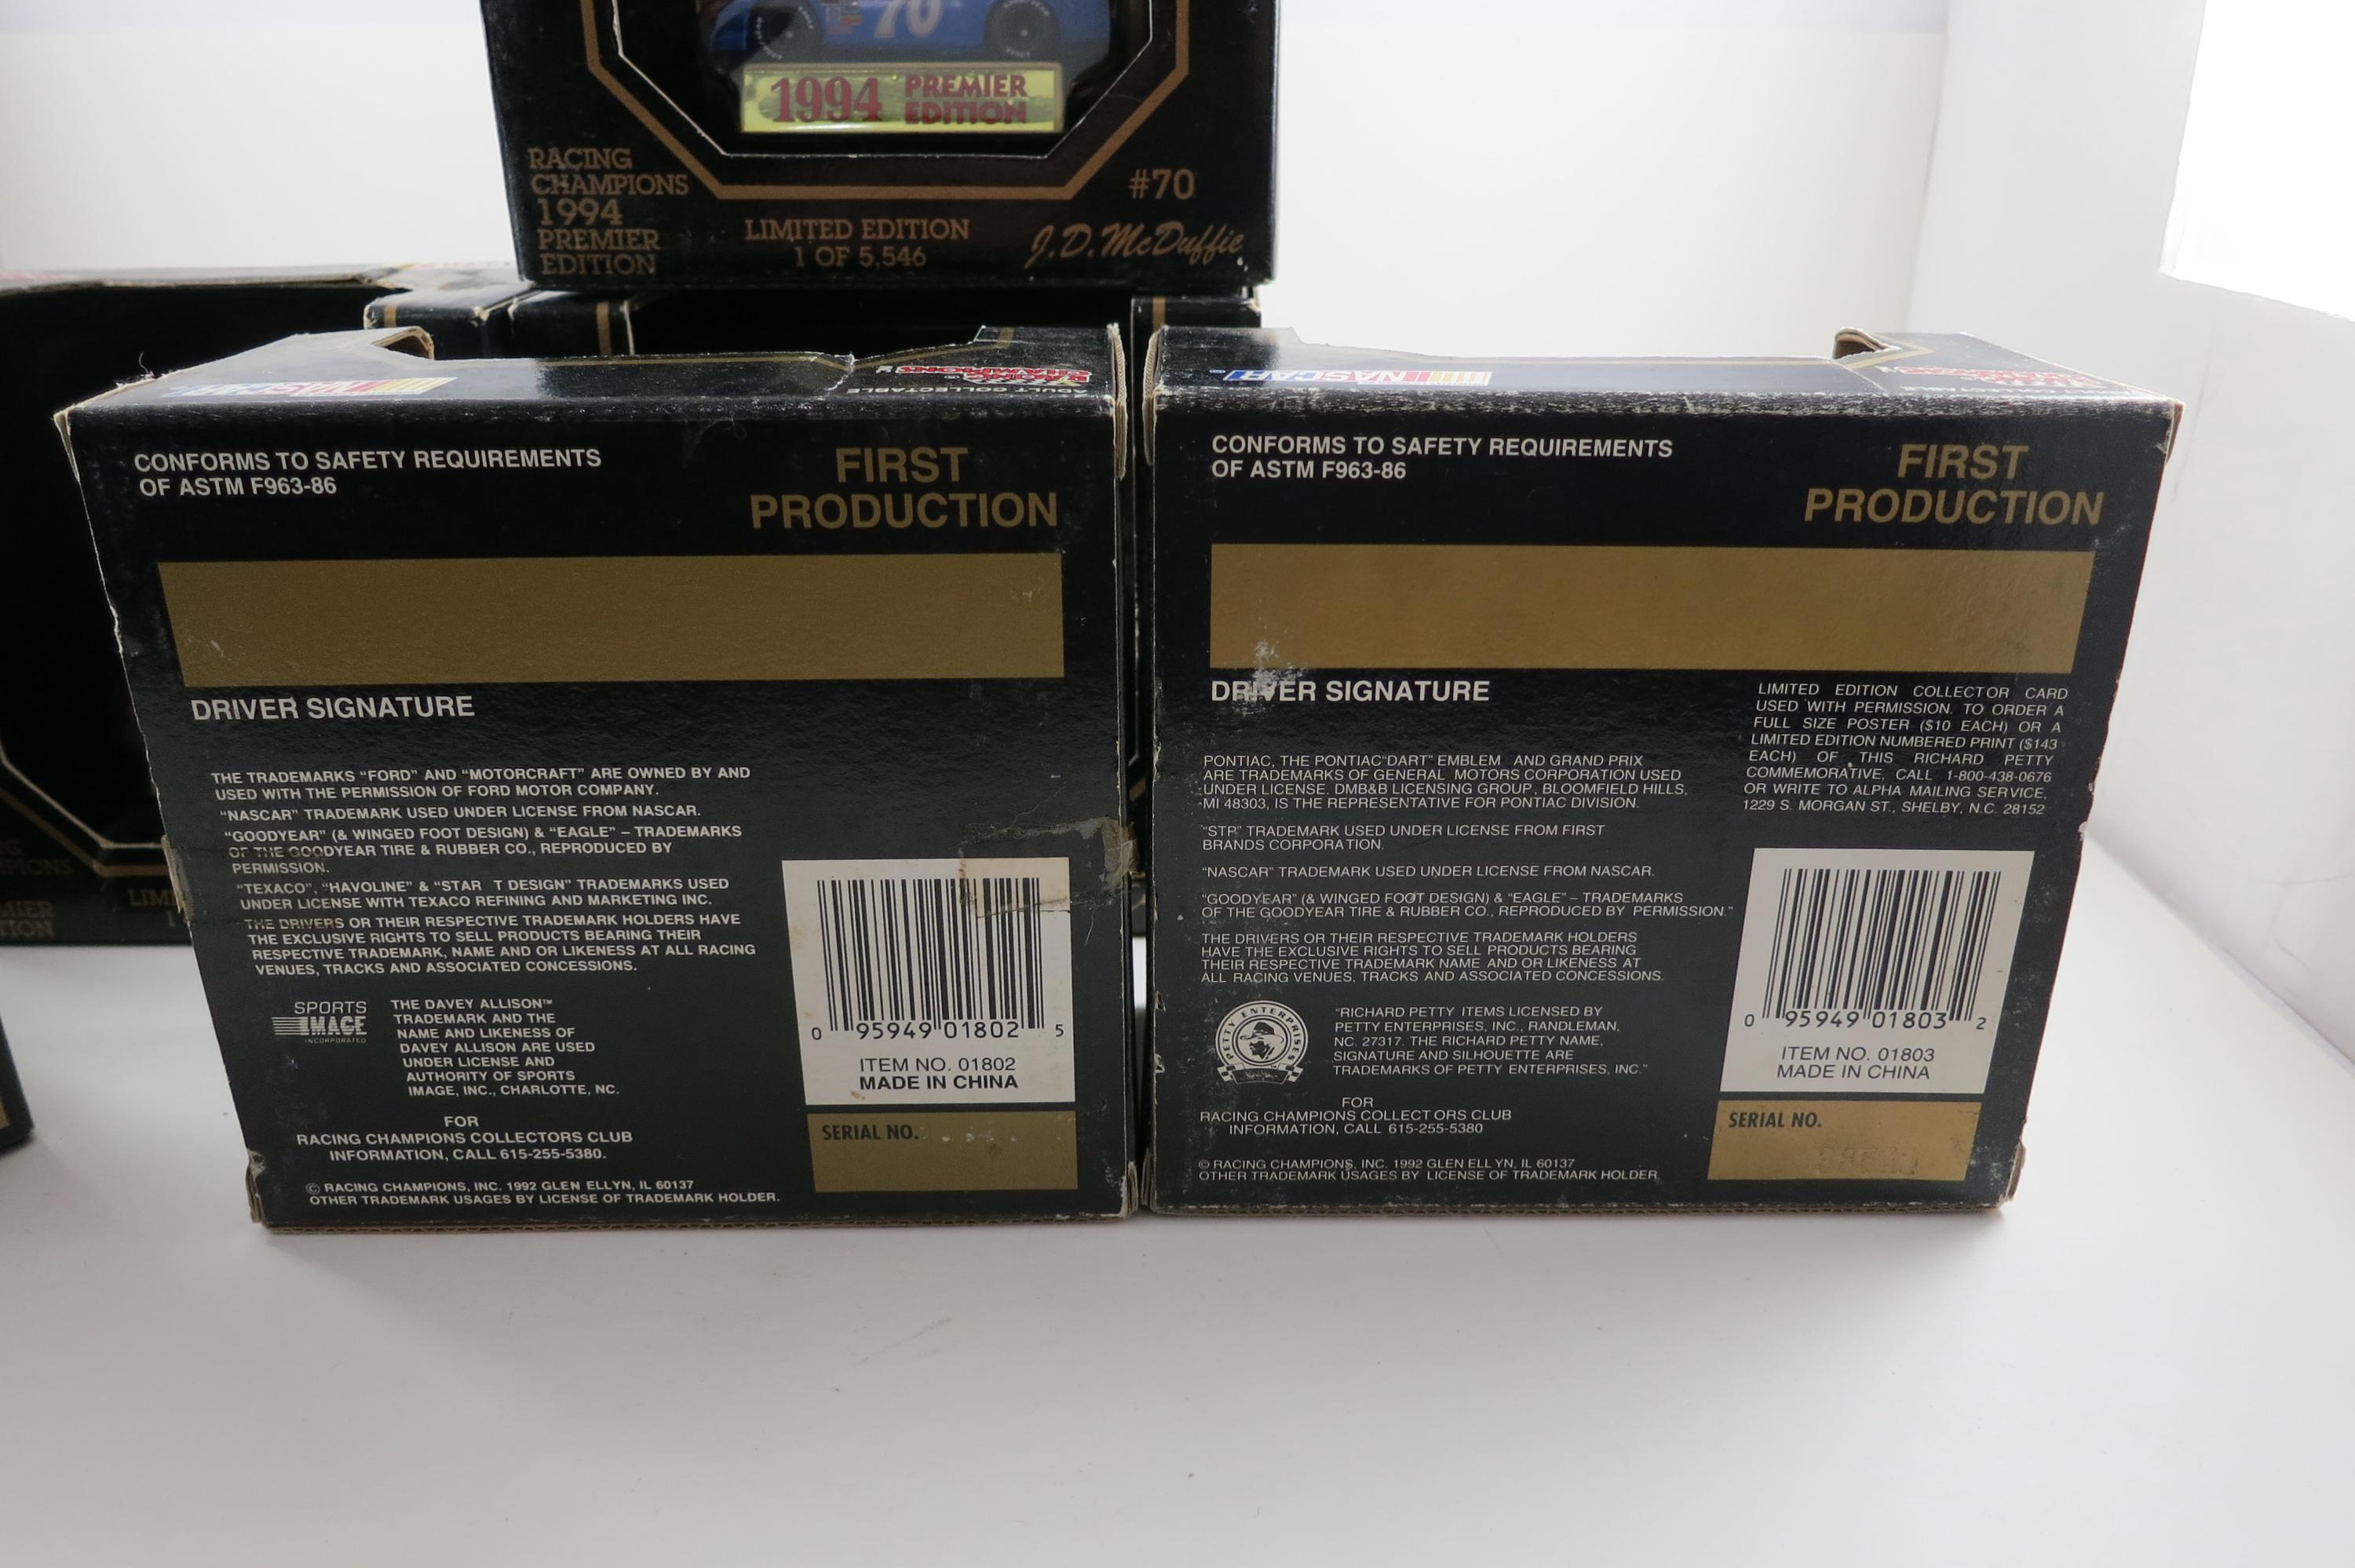 70
1994 PREMIER
EDITION
RACING
CHAMPIONS
1994
PREMIER
EDITION
LIMITED EDITION
1 OF 5,546
#70
J.D. McDuffie
NASCAR
CONFORMS TO SAFETY REQUIREMENTS
OF ASTM F963-86
FIRST
PRODUCTION
DRIVER SIGNATURE
THE TRADEMARKS “FORD” AND “MOTORCRAFT” ARE OWNED BY AND
USED WITH THE PERMISSION OF FORD MOTOR COMPANY.
“NASCAR” TRADEMARK USED UNDER LICENSE FROM NASCAR.
“GOODYEAR” (& WINGED FOOT DESIGN) & “EAGLE” – TRADEMARKS
OF THE GOODYEAR TIRE & RUBBER CO., REPRODUCED BY
PERMISSION.
“TEXACO”, “HAVOLINE” & “STAR T DESIGN” TRADEMARKS USED
UNDER LICENSE WITH TEXACO REFINING AND MARKETING INC.
THE DRIVERS OR THEIR RESPECTIVE TRADEMARK HOLDERS HAVE
THE EXCLUSIVE RIGHTS TO SELL PRODUCTS BEARING THEIR
RESPECTIVE TRADEMARK, NAME AND OR LIKENESS AT ALL RACING
VENUES, TRACKS AND ASSOCIATED CONCESSIONS.
SPORTS
IMAGE
INCORPORATED
THE DAVEY ALLISON™
TRADEMARK AND THE
NAME AND LIKENESS OF
DAVEY ALLISON ARE USED
UNDER LICENSE AND
AUTHORITY OF SPORTS
IMAGE, INC., CHARLOTTE, NC.
FOR
RACING CHAMPIONS COLLECTORS CLUB
INFORMATION, CALL 615-255-5380.
© RACING CHAMPIONS, INC. 1992 GLEN ELLYN, IL 60137
OTHER TRADEMARK USAGES BY LICENSE OF TRADEMARK HOLDER.
0 95949 01802 5
ITEM NO. 01802
MADE IN CHINA
SERIAL NO.
NASCAR
CONFORMS TO SAFETY REQUIREMENTS
OF ASTM F963-86
FIRST
PRODUCTION
DRIVER SIGNATURE
LIMITED EDITION COLLECTOR CARD
USED WITH PERMISSION. TO ORDER A
FULL SIZE POSTER ($10 EACH) OR A
LIMITED EDITION NUMBERED PRINT ($143
EACH) OF THIS RICHARD PETTY
COMMEMORATIVE, CALL 1-800-438-0676
OR WRITE TO ALPHA MAILING SERVICE,
1229 S. MORGAN ST., SHELBY, N.C. 28152
PONTIAC, THE PONTIAC “DART” EMBLEM AND GRAND PRIX
ARE TRADEMARKS OF GENERAL MOTORS CORPORATION USED
UNDER LICENSE. DMB&B LICENSING GROUP, BLOOMFIELD HILLS,
MI 48303, IS THE REPRESENTATIVE FOR PONTIAC DIVISION.
“STP” TRADEMARK USED UNDER LICENSE FROM FIRST
BRANDS CORPORATION.
“NASCAR” TRADEMARK USED UNDER LICENSE FROM NASCAR.
“GOODYEAR” (& WINGED FOOT DESIGN) & “EAGLE” – TRADEMARKS
OF THE GOODYEAR TIRE & RUBBER CO., REPRODUCED BY PERMISSION.”
THE DRIVERS OR THEIR RESPECTIVE TRADEMARK HOLDERS
HAVE THE EXCLUSIVE RIGHTS TO SELL PRODUCTS BEARING
THEIR RESPECTIVE TRADEMARK NAME AND OR LIKENESS AT
ALL RACING VENUES, TRACKS AND ASSOCIATED CONCESSIONS.
PETTY ENTERPRISES
“RICHARD PETTY ITEMS LICENSED BY
PETTY ENTERPRISES, INC., RANDLEMAN,
NC. 27317. THE RICHARD PETTY NAME,
SIGNATURE AND SILHOUETTE ARE
TRADEMARKS OF PETTY ENTERPRISES, INC.”
FOR
RACING CHAMPIONS COLLECTORS CLUB
INFORMATION, CALL 615-255-5380
© RACING CHAMPIONS, INC. 1992 GLEN ELLYN, IL 60137
OTHER TRADEMARK USAGES BY LICENSE OF TRADEMARK HOLDER
0 95949 01803 2
ITEM NO. 01803
MADE IN CHINA
SERIAL NO.